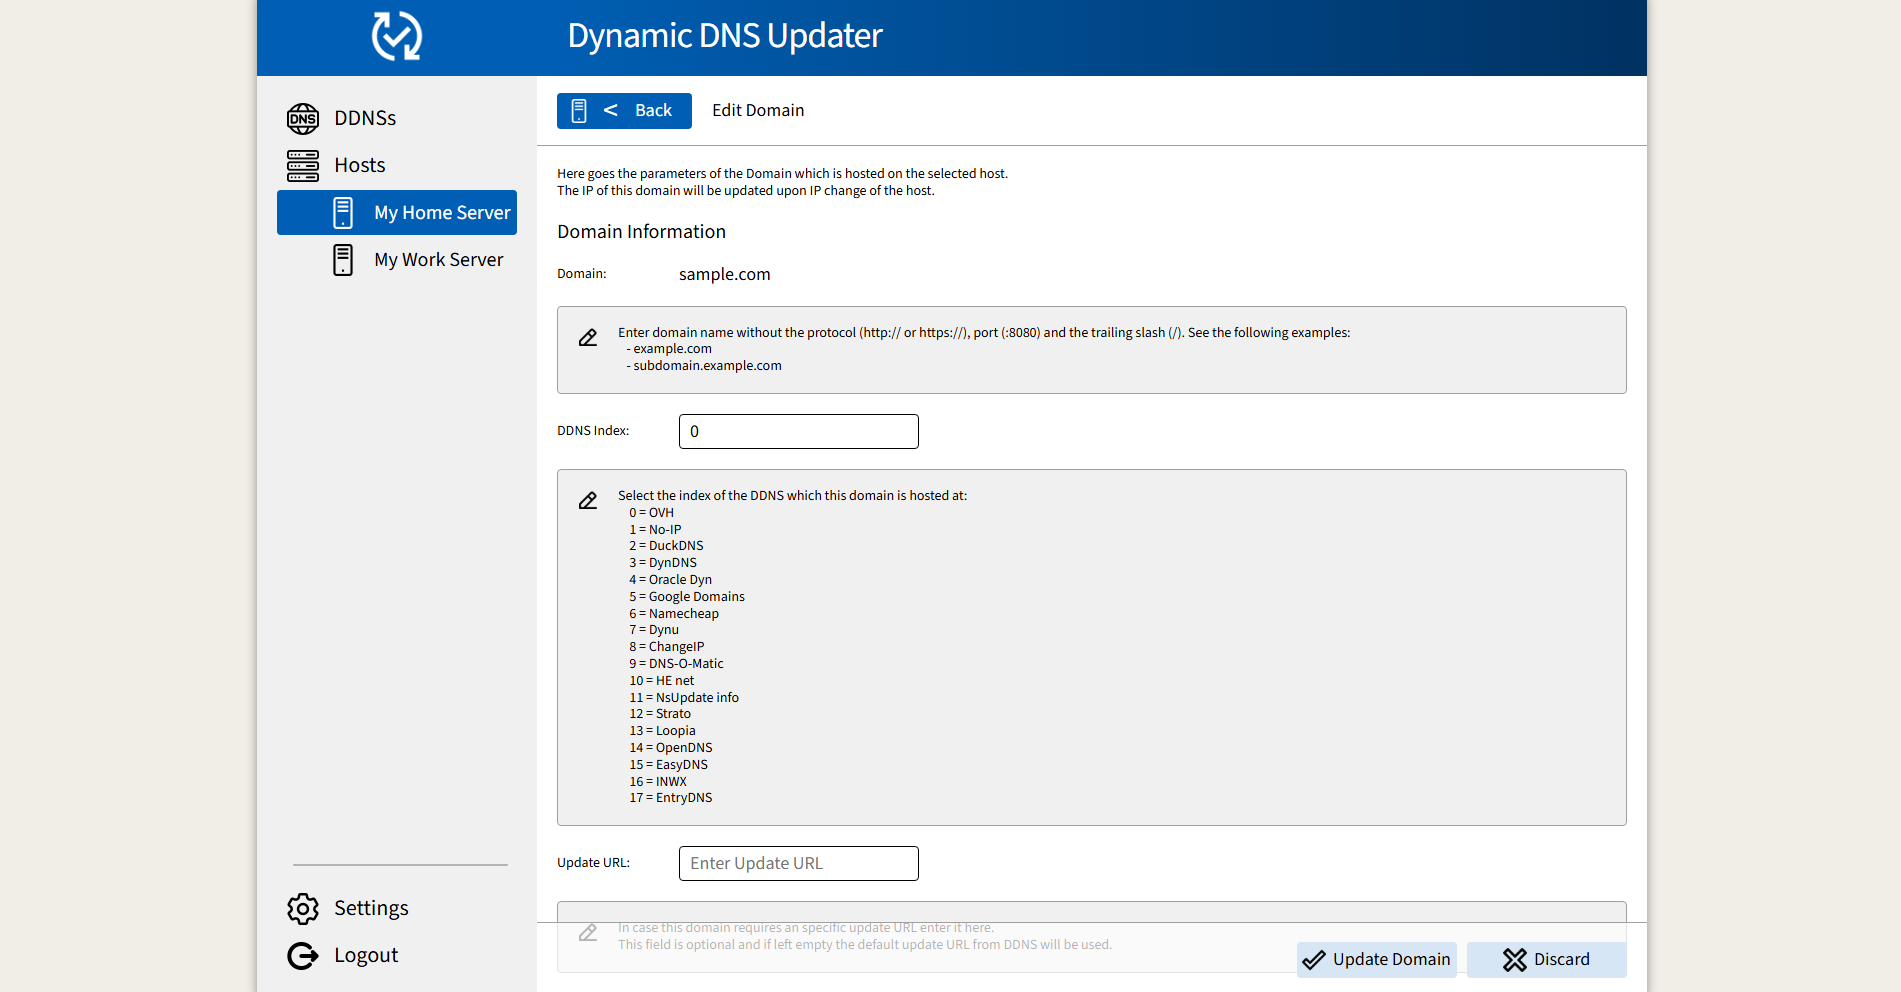 Dynamic DNS Updater
DNS DDNSs
Hosts
My Home Server
My Work Server
Settings
Logout
< Back Edit Domain
Here goes the parameters of the Domain which is hosted on the selected host.
The IP of this domain will be updated upon IP change of the host.
Domain Information
Domain: sample.com
Enter domain name without the protocol (http:// or https://), port (:8080) and the trailing slash (/). See the following examples:
- example.com
- subdomain.example.com
DDNS Index: 0
Select the index of the DDNS which this domain is hosted at:
0 = OVH
1 = No-IP
2 = DuckDNS
3 = DynDNS
4 = Oracle Dyn
5 = Google Domains
6 = Namecheap
7 = Dynu
8 = ChangeIP
9 = DNS-O-Matic
10 = HE net
11 = NsUpdate info
12 = Strato
13 = Loopia
14 = OpenDNS
15 = EasyDNS
16 = INWX
17 = EntryDNS
Update URL: Enter Update URL
In case this domain requires an specific update URL enter it here.
This field is optional and if left empty the default update URL from DDNS will be used.
Update Domain Discard